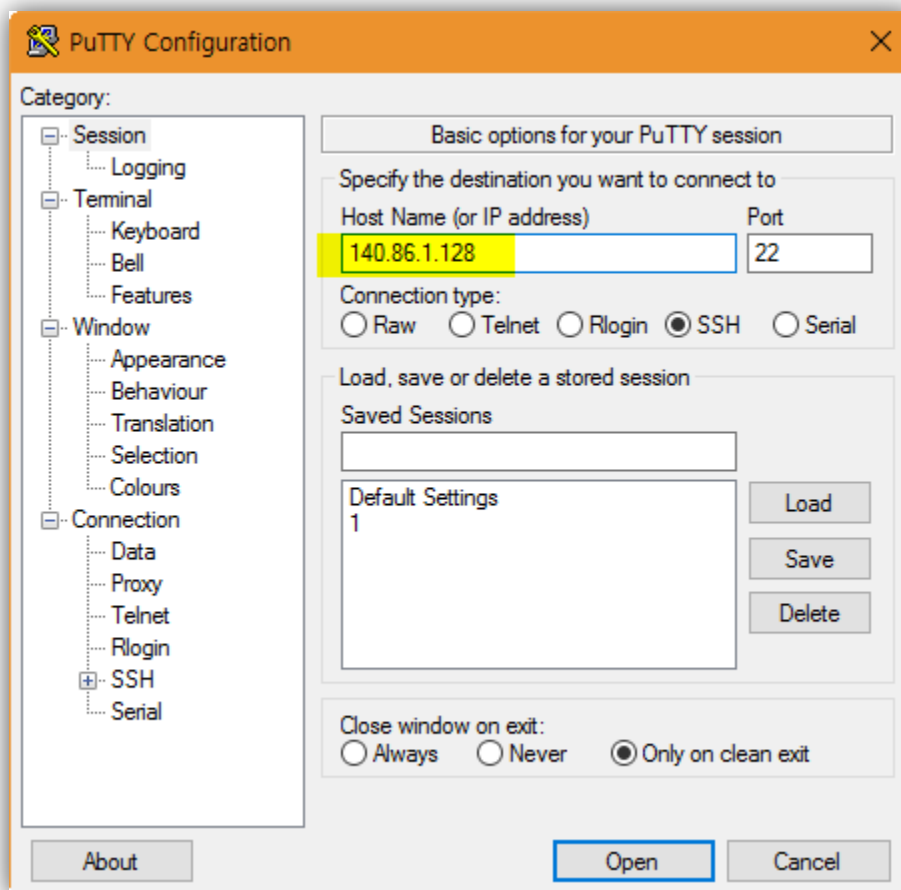 PuTTY Configuration
Category:
Session
Logging
Terminal
Keyboard
Bell
Features
Window
Appearance
Behaviour
Translation
Selection
Colours
Connection
Data
Proxy
Telnet
Rlogin
SSH
Serial
Basic options for your PuTTY session
Specify the destination you want to connect to
Host Name (or IP address) Port
140.86.1.128 22
Connection type:
Raw Telnet Rlogin SSH Serial
Load, save or delete a stored session
Saved Sessions
Default Settings
1
Load
Save
Delete
Close window on exit:
Always Never Only on clean exit
About Open Cancel